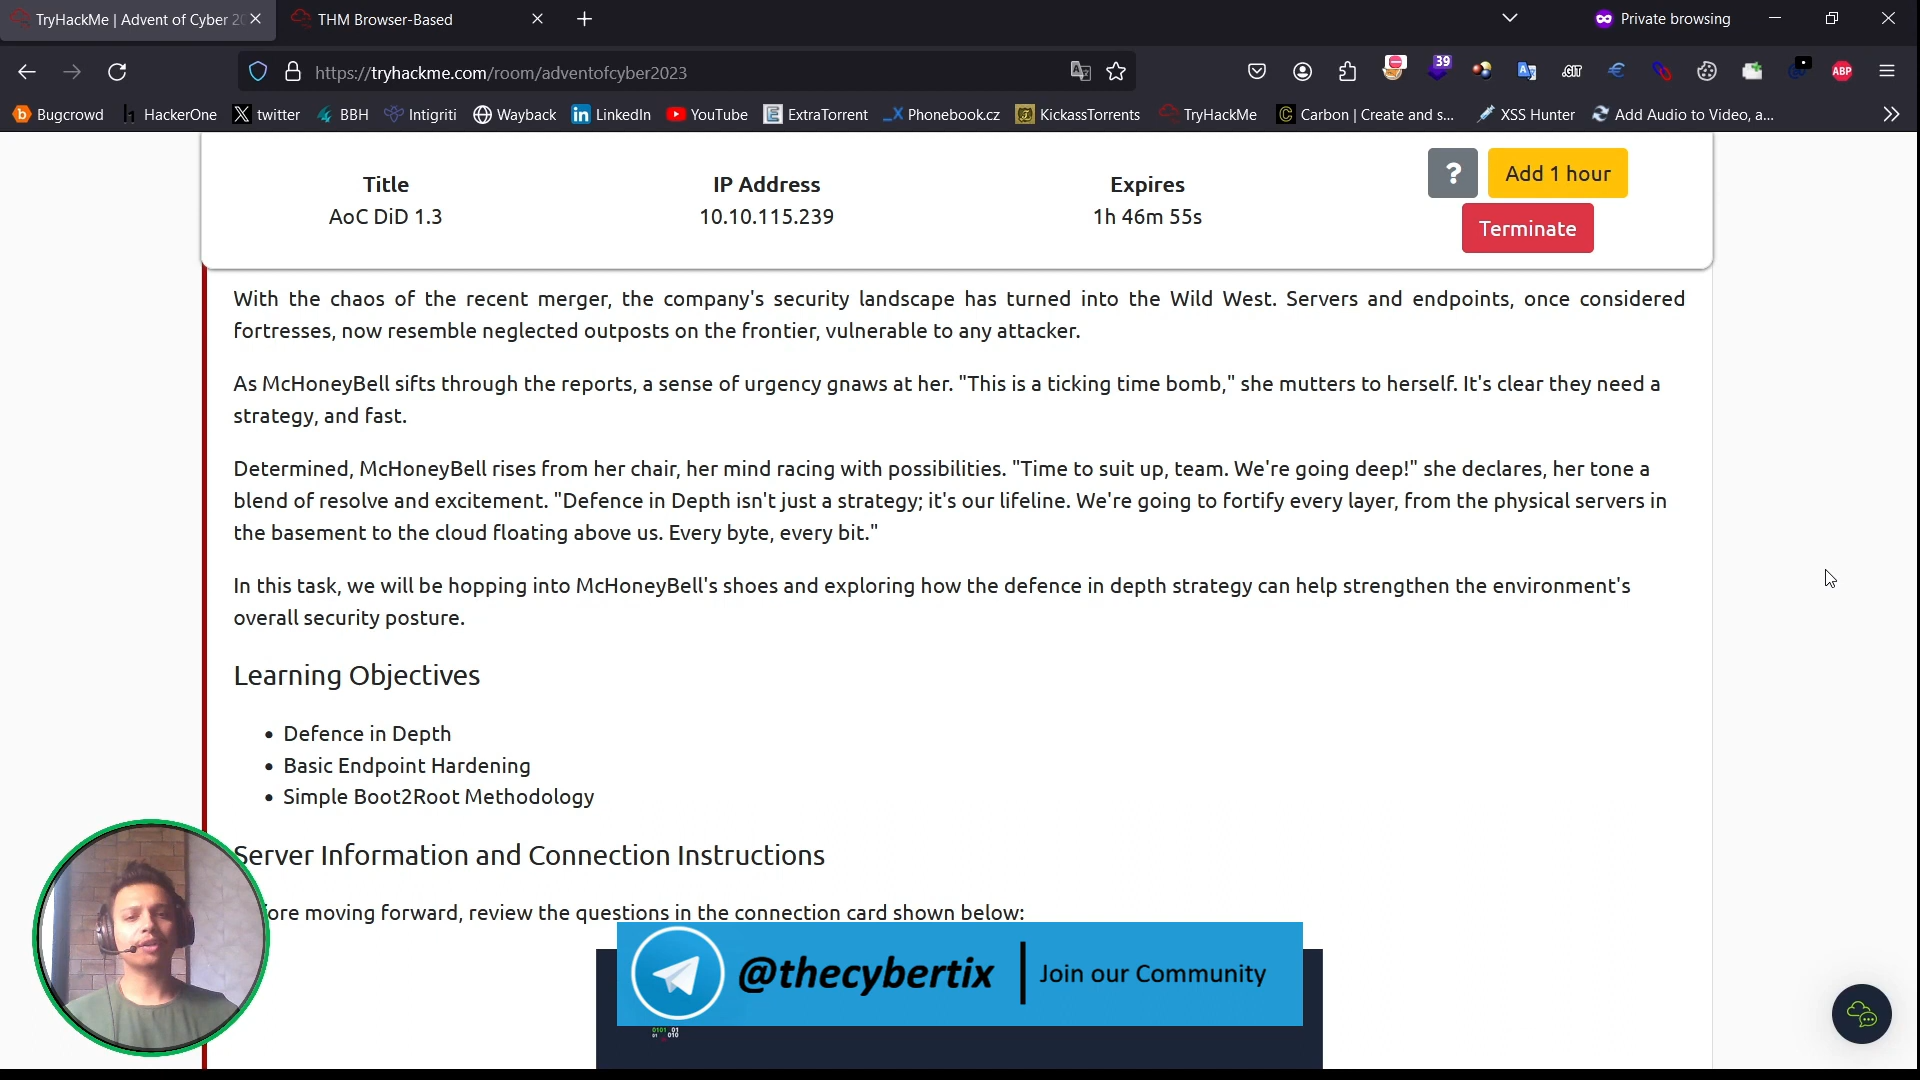 TryHackMe | Advent of Cyber 20
THM Browser-Based
Private browsing
https://tryhackme.com/room/adventofcyber2023
39
.GIT
ABP
Bugcrowd
HackerOne
twitter
BBH
Intigriti
Wayback
LinkedIn
YouTube
ExtraTorrent
Phonebook.cz
KickassTorrents
TryHackMe
Carbon | Create and s...
XSS Hunter
Add Audio to Video, a...
Title
IP Address
Expires
? Add 1 hour
AoC DiD 1.3
10.10.115.239
1h 46m 55s
Terminate
With the chaos of the recent merger, the company's security landscape has turned into the Wild West. Servers and endpoints, once considered
fortresses, now resemble neglected outposts on the frontier, vulnerable to any attacker.
As McHoneyBell sifts through the reports, a sense of urgency gnaws at her. "This is a ticking time bomb," she mutters to herself. It's clear they need a
strategy, and fast.
Determined, McHoneyBell rises from her chair, her mind racing with possibilities. "Time to suit up, team. We're going deep!" she declares, her tone a
blend of resolve and excitement. "Defence in Depth isn't just a strategy; it's our lifeline. We're going to fortify every layer, from the physical servers in
the basement to the cloud floating above us. Every byte, every bit."
In this task, we will be hopping into McHoneyBell's shoes and exploring how the defence in depth strategy can help strengthen the environment's
overall security posture.
Learning Objectives
• Defence in Depth
• Basic Endpoint Hardening
• Simple Boot2Root Methodology
Server Information and Connection Instructions
ore moving forward, review the questions in the connection card shown below:
@thecybertix | Join our Community